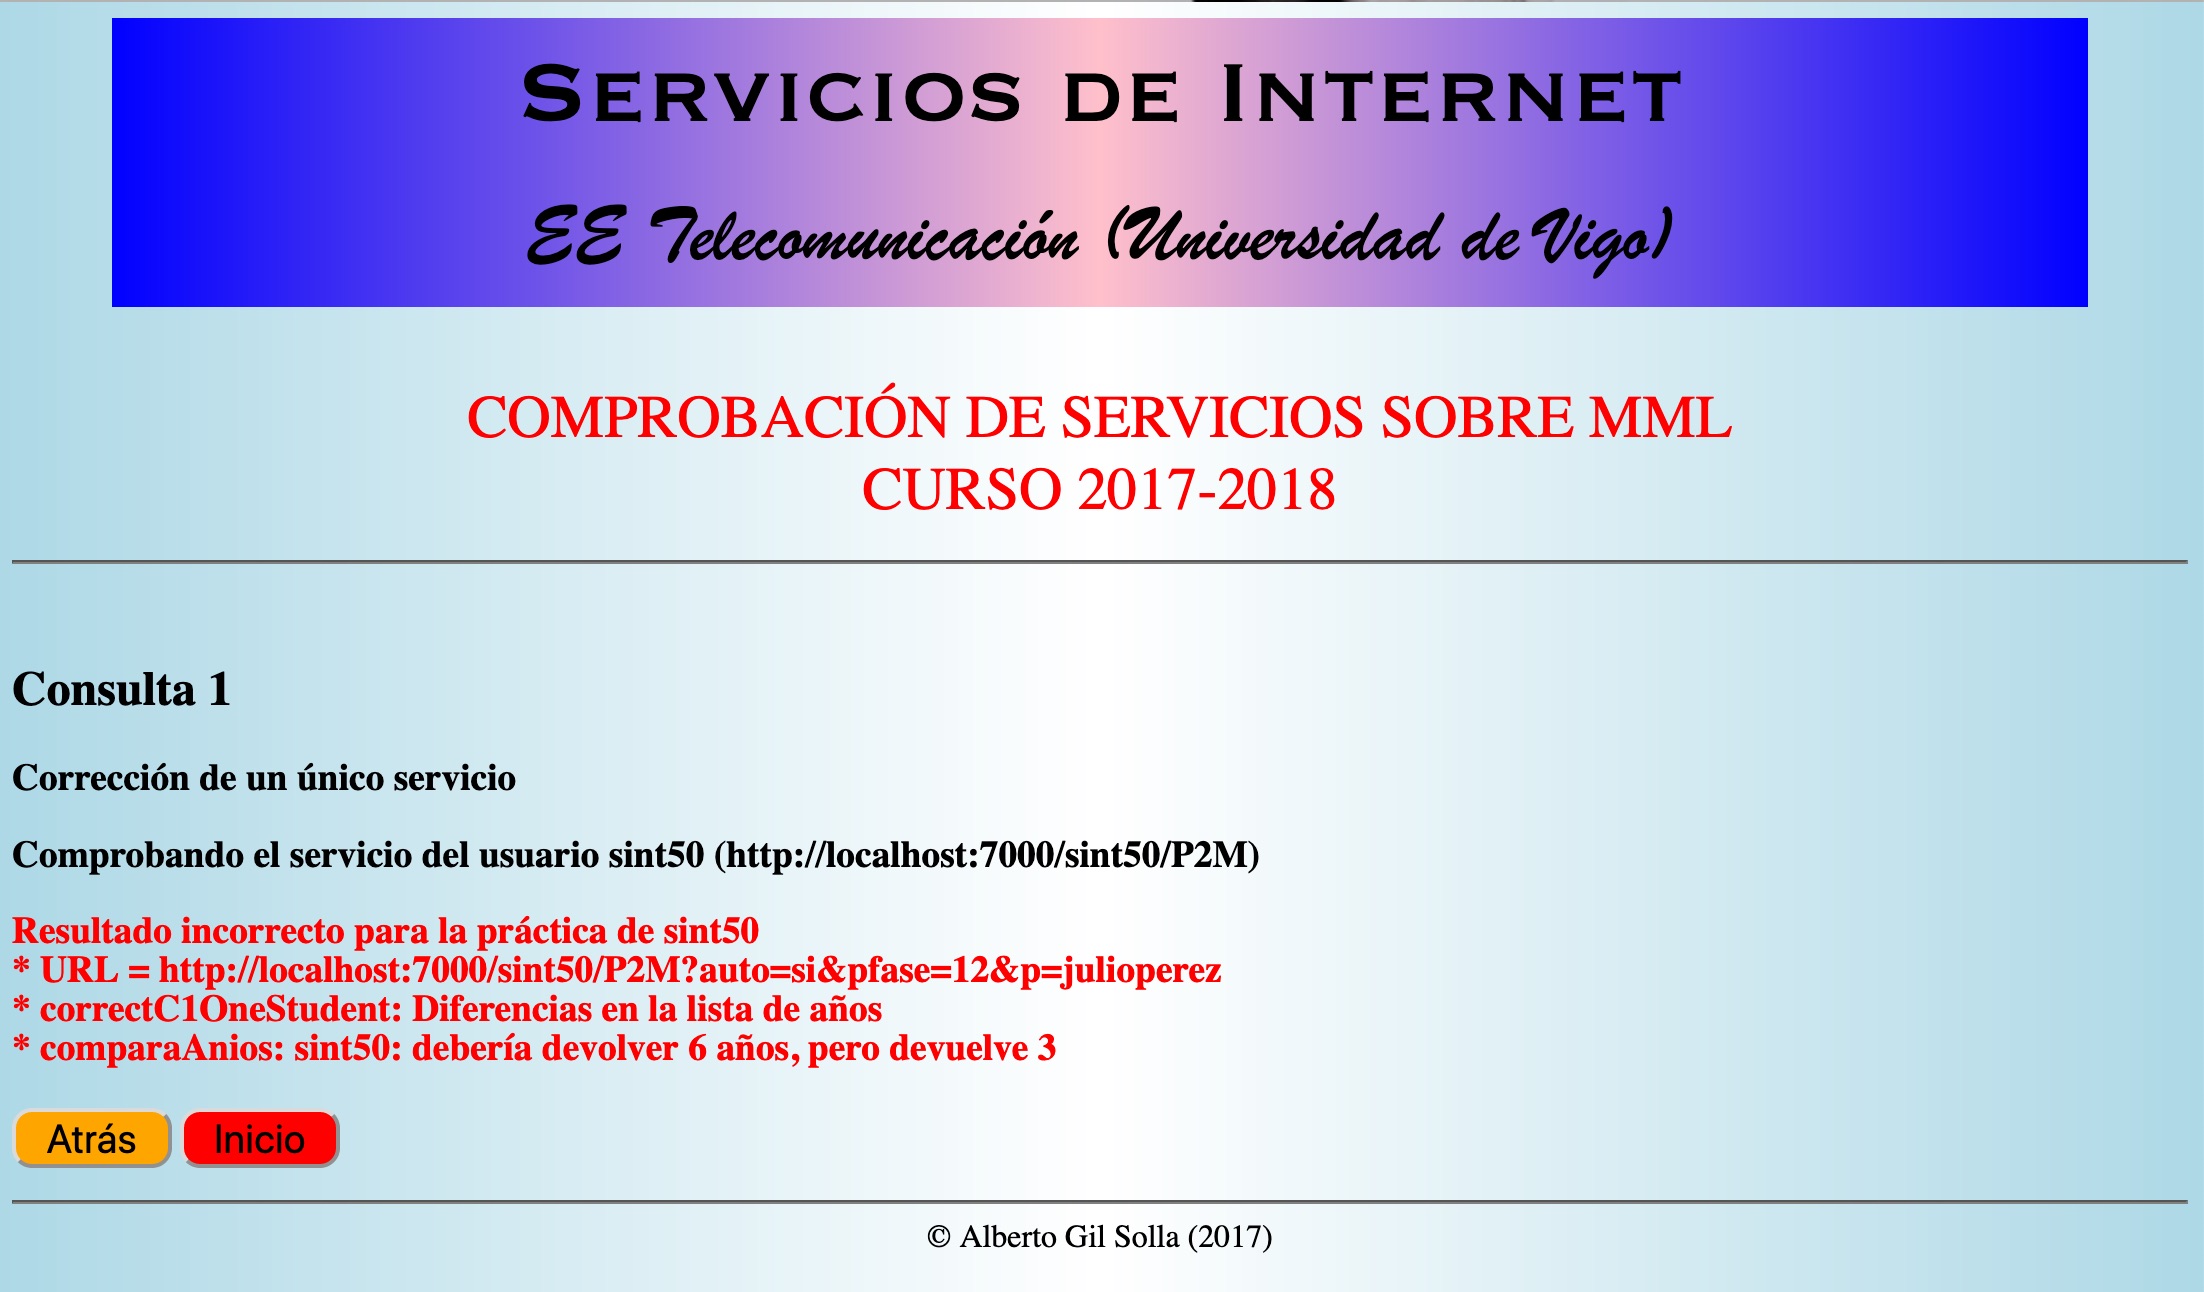 Servicios de Internet
EE Telecomunicación (Universidad de Vigo)
COMPROBACIÓN DE SERVICIOS SOBRE MML
CURSO 2017-2018
Consulta 1
Corrección de un único servicio
Comprobando el servicio del usuario sint50 (http://localhost:7000/sint50/P2M)
Resultado incorrecto para la práctica de sint50
* URL = http://localhost:7000/sint50/P2M?auto=si&pfase=12&p=julioperez
* correctC1OneStudent: Diferencias en la lista de años
* comparaAnios: sint50: debería devolver 6 años, pero devuelve 3
Atrás Inicio
© Alberto Gil Solla (2017)